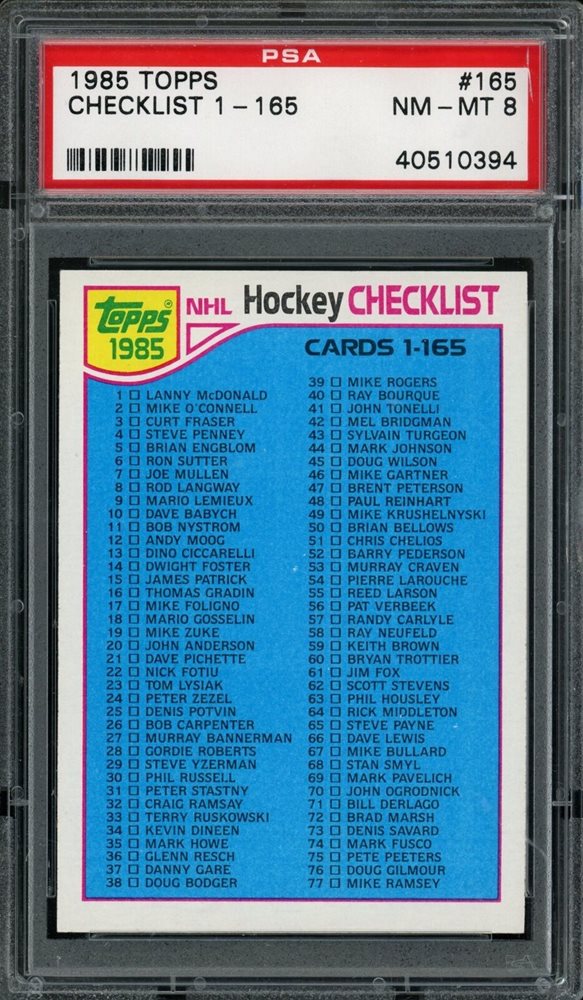 PSA
1985 TOPPS #165
CHECKLIST 1-165 NM-MT 8
40510394
TOPPS ®
1985
NHL Hockey CHECKLIST
CARDS 1-165
1 LANNY McDONALD
2 MIKE O'CONNELL
3 CURT FRASER
4 STEVE PENNEY
5 BRIAN ENGBLOM
6 RON SUTTER
7 JOE MULLEN
8 ROD LANGWAY
9 MARIO LEMIEUX
10 DAVE BABYCH
11 BOB NYSTROM
12 ANDY MOOG
13 DINO CICCARELLI
14 DWIGHT FOSTER
15 JAMES PATRICK
16 THOMAS GRADIN
17 MIKE FOLIGNO
18 MARIO GOSSELIN
19 MIKE ZUKE
20 JOHN ANDERSON
21 DAVE PICHETTE
22 NICK FOTIU
23 TOM LYSIAK
24 PETER ZEZEL
25 DENIS POTVIN
26 BOB CARPENTER
27 MURRAY BANNERMAN
28 GORDIE ROBERTS
29 STEVE YZERMAN
30 PHIL RUSSELL
31 PETER STASTNY
32 CRAIG RAMSAY
33 TERRY RUSKOWSKI
34 KEVIN DINEEN
35 MARK HOWE
36 GLENN RESCH
37 DANNY GARE
38 DOUG BODGER
39 MIKE ROGERS
40 RAY BOURQUE
41 JOHN TONELLI
42 MEL BRIDGMAN
43 SYLVAIN TURGEON
44 MARK JOHNSON
45 DOUG WILSON
46 MIKE GARTNER
47 BRENT PETERSON
48 PAUL REINHART
49 MIKE KRUSHELNYSKI
50 BRIAN BELLOWS
51 CHRIS CHELIOS
52 BARRY PEDERSON
53 MURRAY CRAVEN
54 PIERRE LAROUCHE
55 REED LARSON
56 PAT VERBEEK
57 RANDY CARLYLE
58 RAY NEUFELD
59 KEITH BROWN
60 BRYAN TROTTIER
61 JIM FOX
62 SCOTT STEVENS
63 PHIL HOUSLEY
64 RICK MIDDLETON
65 STEVE PAYNE
66 DAVE LEWIS
67 MIKE BULLARD
68 STAN SMYL
69 MARK PAVELICH
70 JOHN OGRODNICK
71 BILL DERLAGO
72 BRAD MARSH
73 DENIS SAVARD
74 MARK FUSCO
75 PETE PEETERS
76 DOUG GILMOUR
77 MIKE RAMSEY